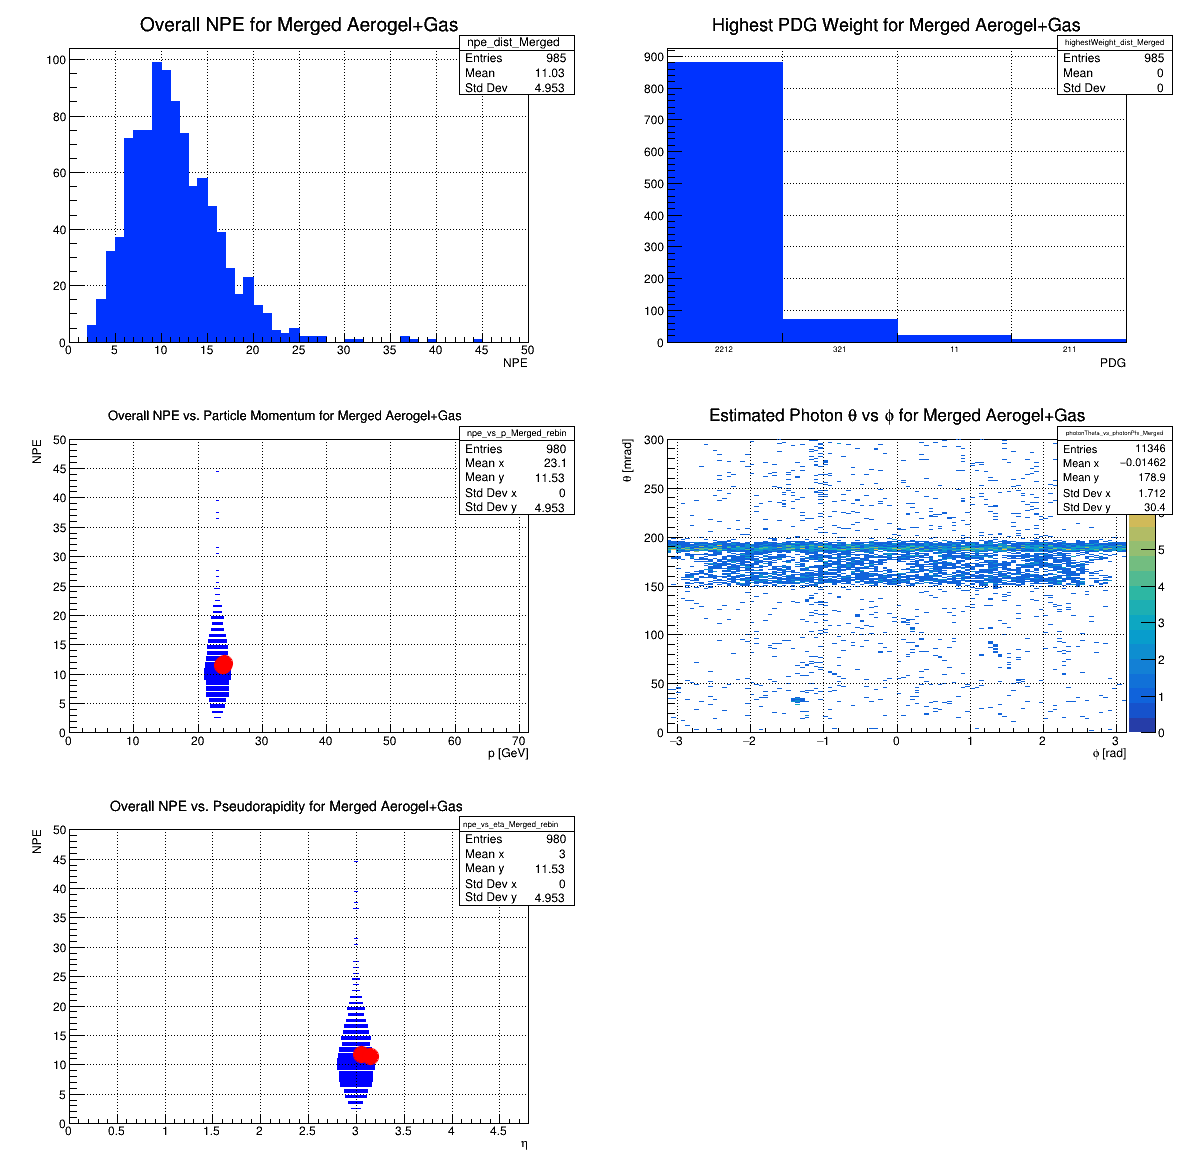 Overall NPE for Merged Aerogel+Gas
npe_dist_Merged
Entries 985
Mean 11.03
Std Dev 4.953
100
80
60
40
20
0
0 5 10 15 20 25 30 35 40 45 50
NPE
Highest PDG Weight for Merged Aerogel+Gas
highestWeight_dist_Merged
Entries 985
Mean 0
Std Dev 0
900
800
700
600
500
400
300
200
100
0
2212 321 11 211
PDG
Overall NPE vs. Particle Momentum for Merged Aerogel+Gas
npe_vs_p_Merged_rebin
Entries 980
Mean x 23.1
Mean y 11.53
Std Dev x 0
Std Dev y 4.953
NPE
50
45
40
35
30
25
20
15
10
5
0
0 10 20 30 40 50 60 70
p [GeV]
Estimated Photon θ vs ϕ for Merged Aerogel+Gas
photonTheta_vs_photonPhi_Merged
Entries 11346
Mean x −0.01462
Mean y 178.9
Std Dev x 1.712
Std Dev y 30.4
θ [mrad]
300
250
200
150
100
50
0
−3 −2 −1 0 1 2 3
ϕ [rad]
5
4
3
2
1
0
Overall NPE vs. Pseudorapidity for Merged Aerogel+Gas
npe_vs_eta_Merged_rebin
Entries 980
Mean x 3
Mean y 11.53
Std Dev x 0
Std Dev y 4.953
NPE
50
45
40
35
30
25
20
15
10
5
0
0 0.5 1 1.5 2 2.5 3 3.5 4 4.5
η